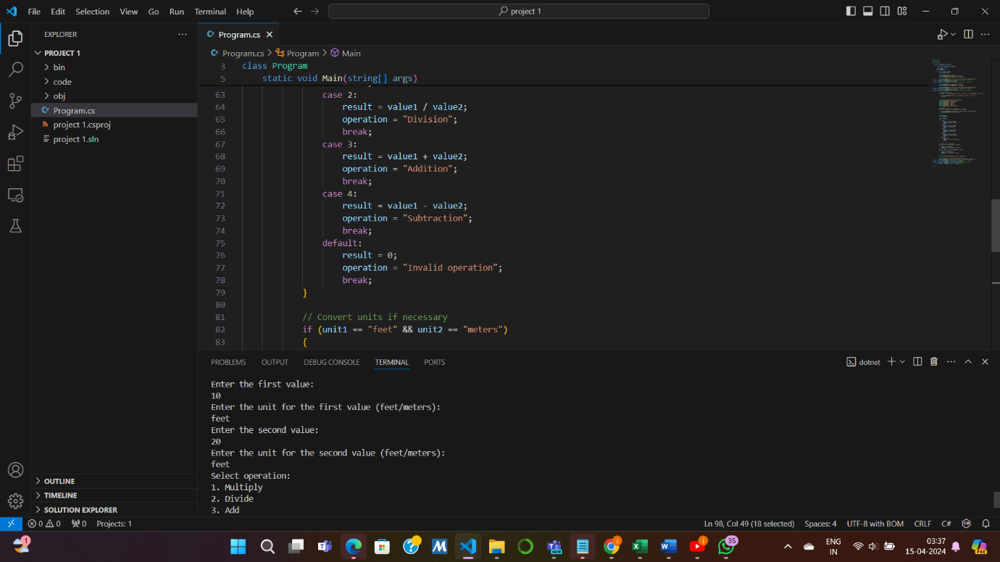 File Edit Selection View Go Run Terminal Help
project 1
EXPLORER
PROJECT 1
bin
code
obj
Program.cs
project 1.csproj
project 1.sln
OUTLINE
TIMELINE
SOLUTION EXPLORER
Program.cs
Program.cs > Program > Main
3 class Program
5 static void Main(string[] args)
63 case 2:
64 result = value1 / value2;
65 operation = "Division";
66 break;
67 case 3:
68 result = value1 + value2;
69 operation = "Addition";
70 break;
71 case 4:
72 result = value1 - value2;
73 operation = "Subtraction";
74 break;
75 default:
76 result = 0;
77 operation = "Invalid operation";
78 break;
79 }
80
81 // Convert units if necessary
82 if (unit1 == "feet" && unit2 == "meters")
83 {
PROBLEMS OUTPUT DEBUG CONSOLE TERMINAL PORTS
dotnet
Enter the first value:
10
Enter the unit for the first value (feet/meters):
feet
Enter the second value:
20
Enter the unit for the second value (feet/meters):
feet
Select operation:
1. Multiply
2. Divide
3. Add
0 0 0 Projects: 1
Ln 98, Col 49 (18 selected) Spaces: 4 UTF-8 with BOM CRLF C#
1
NEW
35
ENG
IN
03:37
15-04-2024
PRE